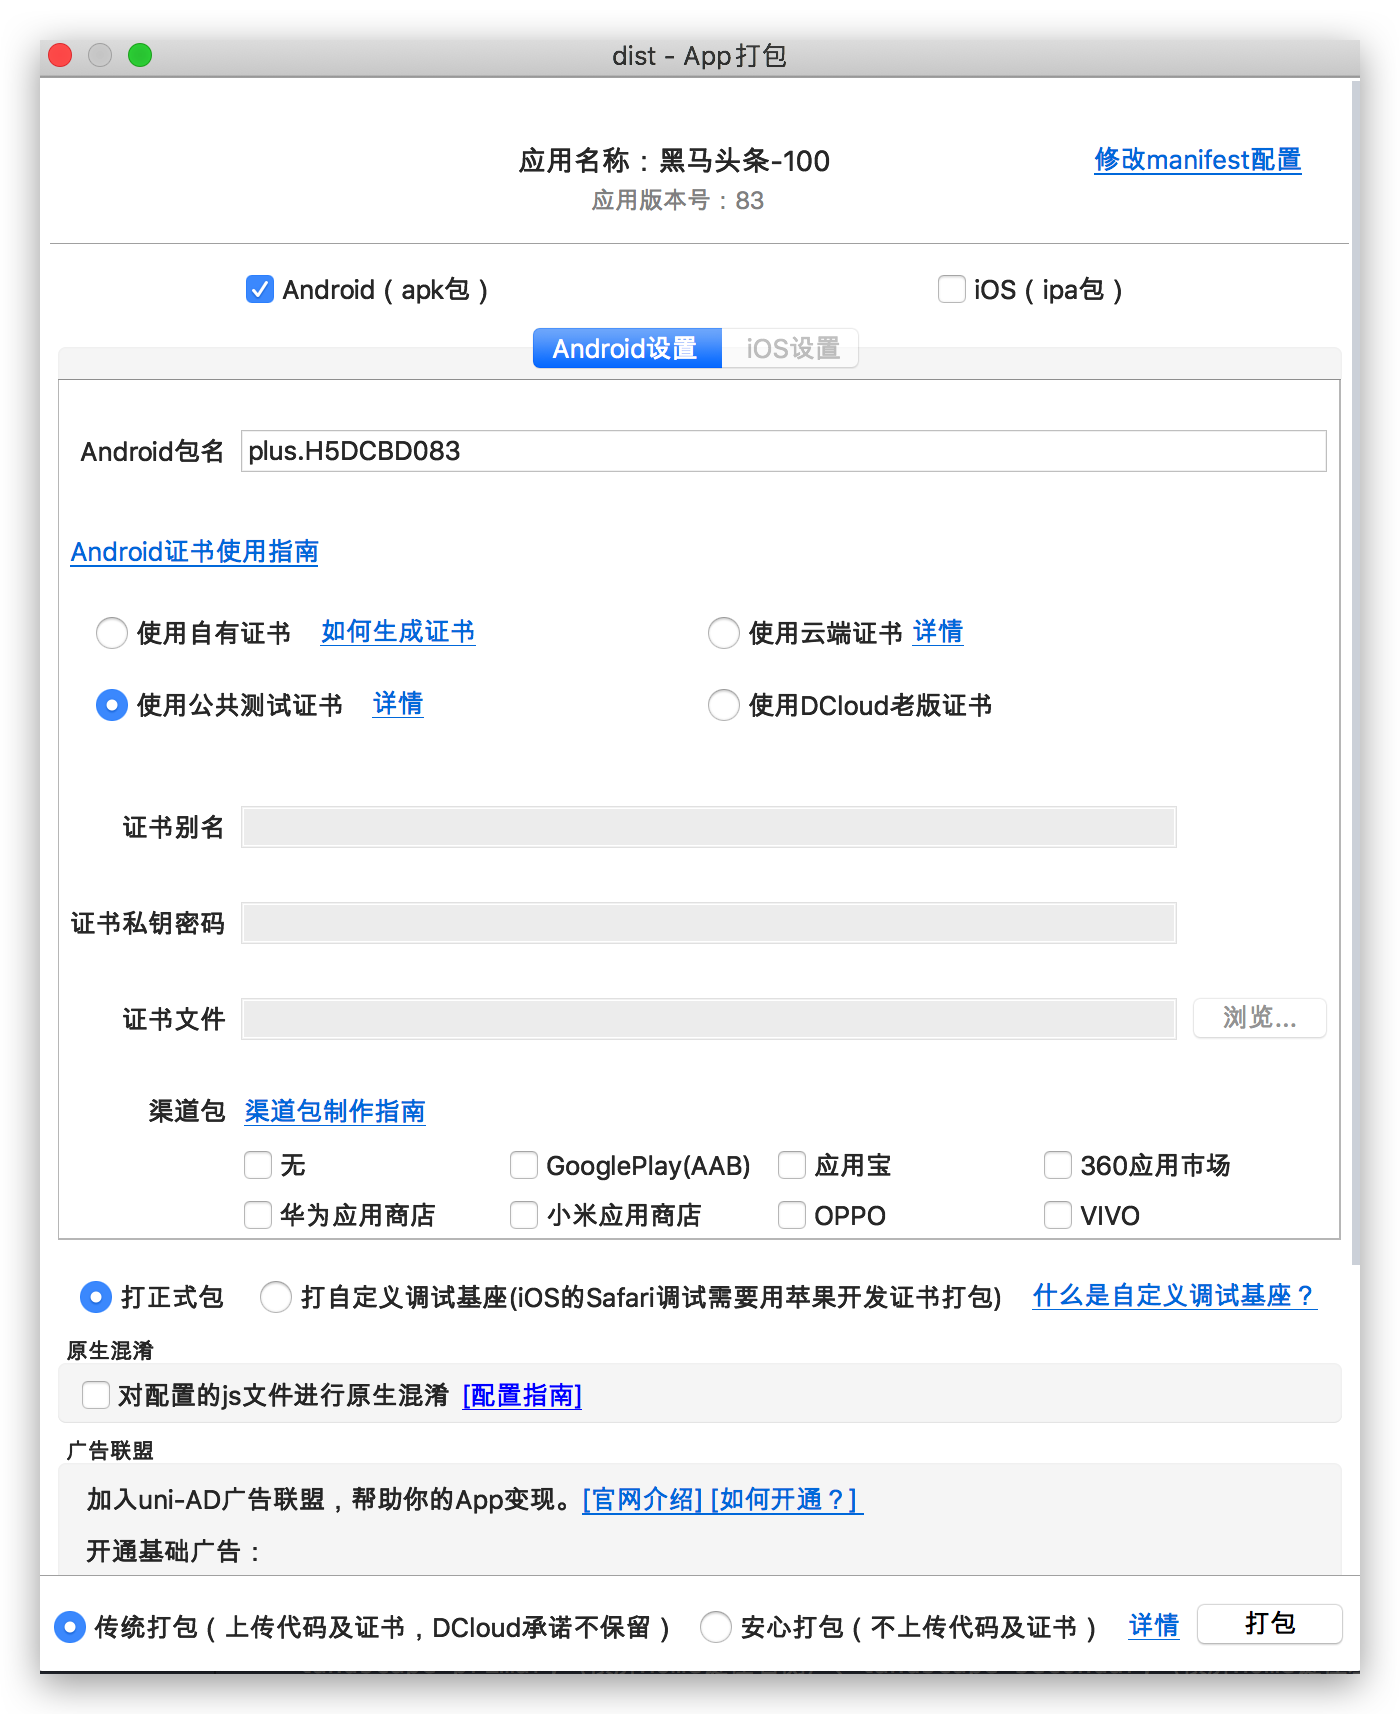 dist - App打包
应用名称：黑马头条-100
修改manifest配置
应用版本号：83
Android（apk包）
iOS（ipa包）
Android设置
iOS设置
Android包名
plus.H5DCBD083
Android证书使用指南
使用自有证书 如何生成证书
使用云端证书 详情
使用公共测试证书 详情
使用DCloud老版证书
证书别名
证书私钥密码
证书文件
浏览...
渠道包 渠道包制作指南
无 GooglePlay(AAB) 应用宝 360应用市场
华为应用商店 小米应用商店 OPPO VIVO
打正式包 打自定义调试基座(iOS的Safari调试需要用苹果开发证书打包) 什么是自定义调试基座？
原生混淆
对配置的js文件进行原生混淆 [配置指南]
广告联盟
加入uni-AD广告联盟，帮助你的App变现。[官网介绍] [如何开通？]
开通基础广告：
传统打包（上传代码及证书，DCloud承诺不保留） 安心打包（不上传代码及证书） 详情 打包